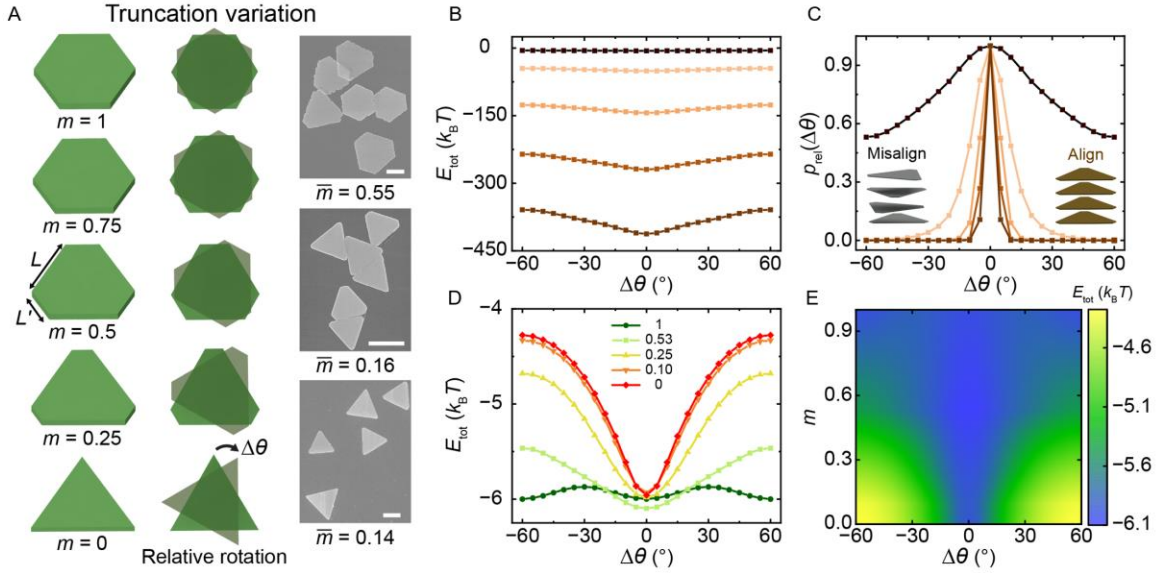 A
Truncation variation
m = 1
m = 0.75
L
L'
m = 0.5
m = 0.25
Δθ
m = 0
Relative rotation
m̅ = 0.55
m̅ = 0.16
m̅ = 0.14
B
E_tot (k_BT)
0
−150
−300
−450
−60 −30 0 30 60
Δθ (°)
C
p_rel(Δθ)
0.9
0.6
0.3
0.0
Misalign
Align
−60 −30 0 30 60
Δθ (°)
D
E_tot (k_BT)
−4
−5
−6
1
0.53
0.25
0.10
0
−60 −30 0 30 60
Δθ (°)
E
m
0.9
0.6
0.3
0.0
−60 −30 0 30 60
Δθ (°)
E_tot (k_BT)
−4.6
−5.1
−5.6
−6.1